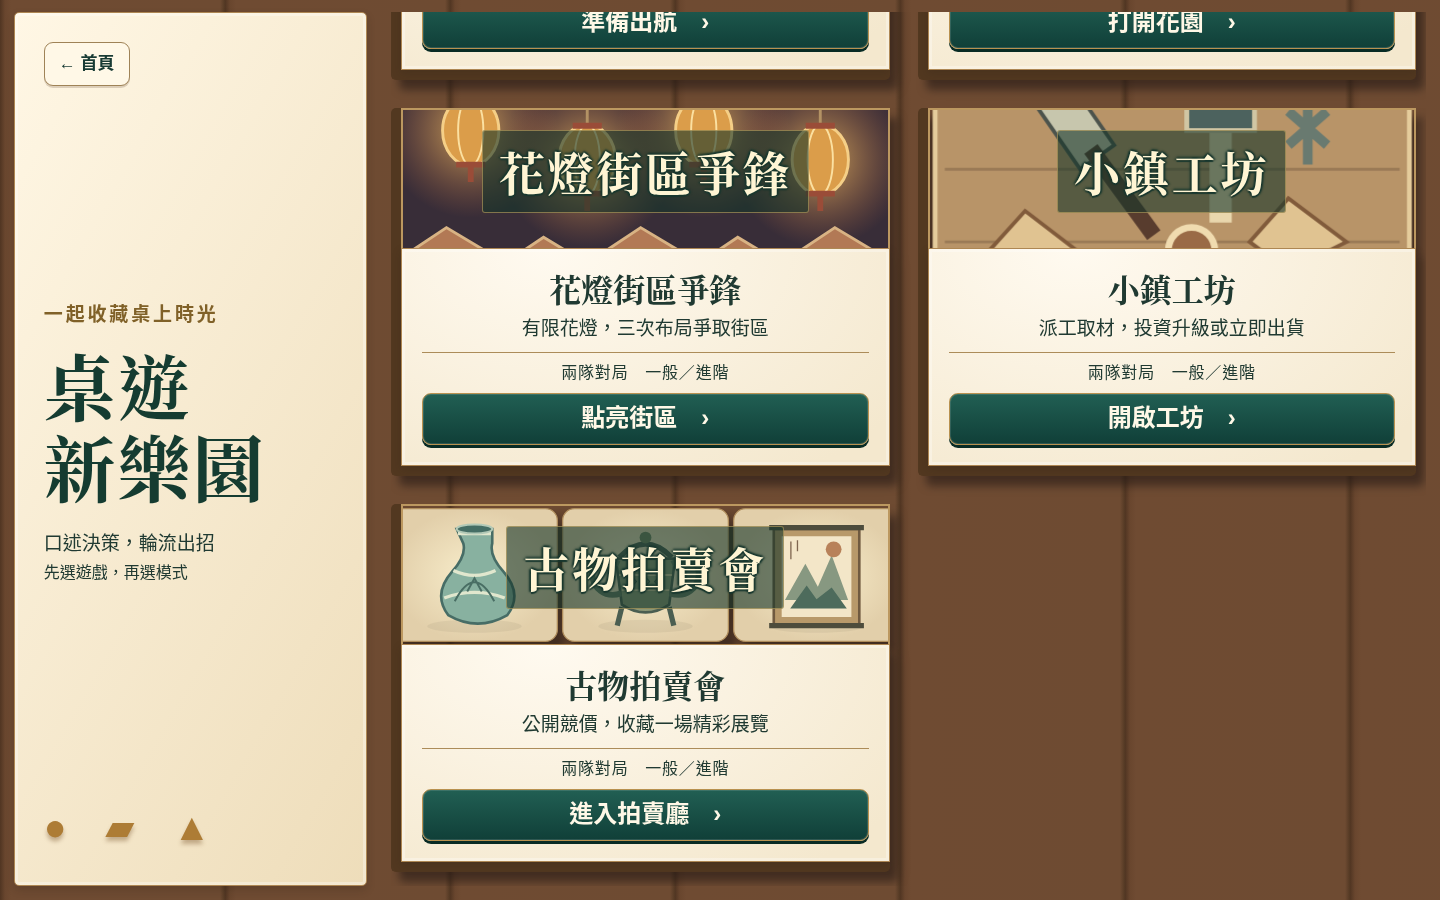 ← 首頁
一起收藏桌上時光
桌遊
新樂園
口述決策，輪流出招
先選遊戲，再選模式
準備出航 ›
打開花園 ›
花燈街區爭鋒
花燈街區爭鋒
有限花燈，三次布局爭取街區
兩隊對局　一般／進階
點亮街區 ›
小鎮工坊
小鎮工坊
派工取材，投資升級或立即出貨
兩隊對局　一般／進階
開啟工坊 ›
古物拍賣會
古物拍賣會
公開競價，收藏一場精彩展覽
兩隊對局　一般／進階
進入拍賣廳 ›